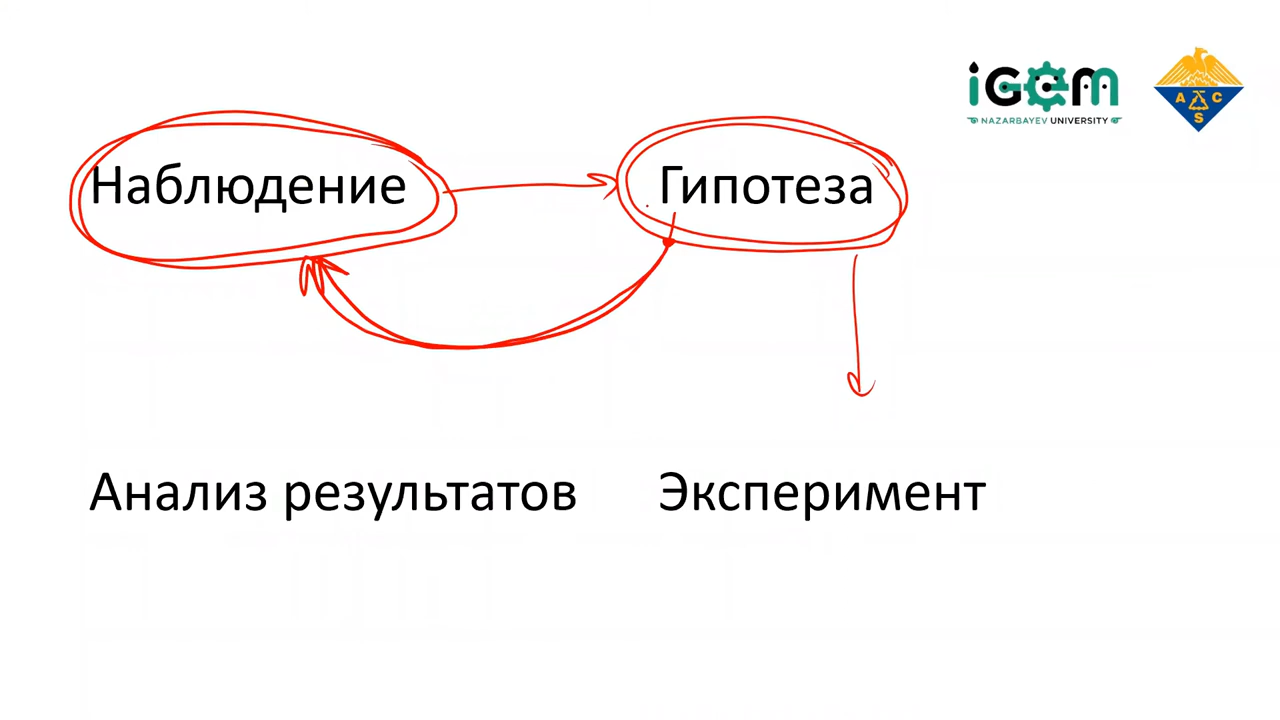 iGEM
NAZARBAYEV UNIVERSITY
A C
S
Наблюдение
Гипотеза
Анализ результатов
Эксперимент